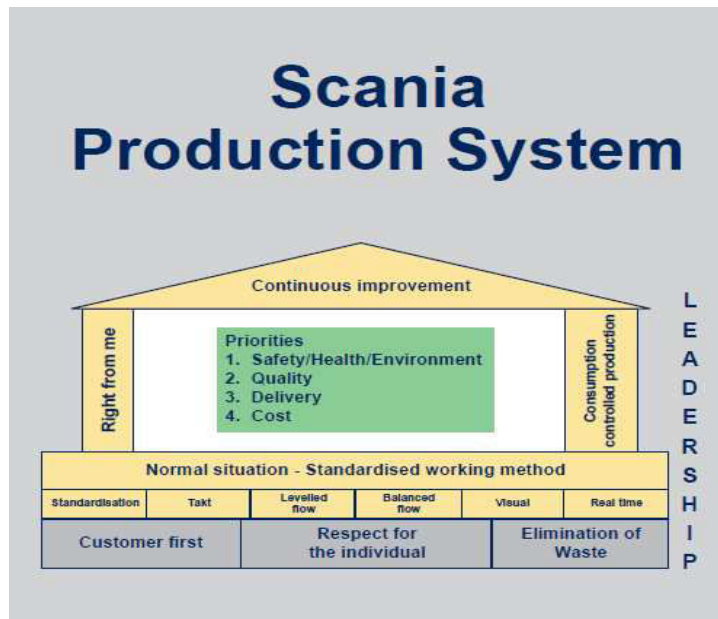 Scania
Production System
Continuous improvement
Right from me
Priorities
1. Safety/Health/Environment
2. Quality
3. Delivery
4. Cost
Consumption
controlled production
Normal situation - Standardised working method
Standardisation
Takt
Levelled
flow
Balanced
flow
Visual
Real time
Customer first
Respect for
the individual
Elimination of
Waste
LEADERSHIP